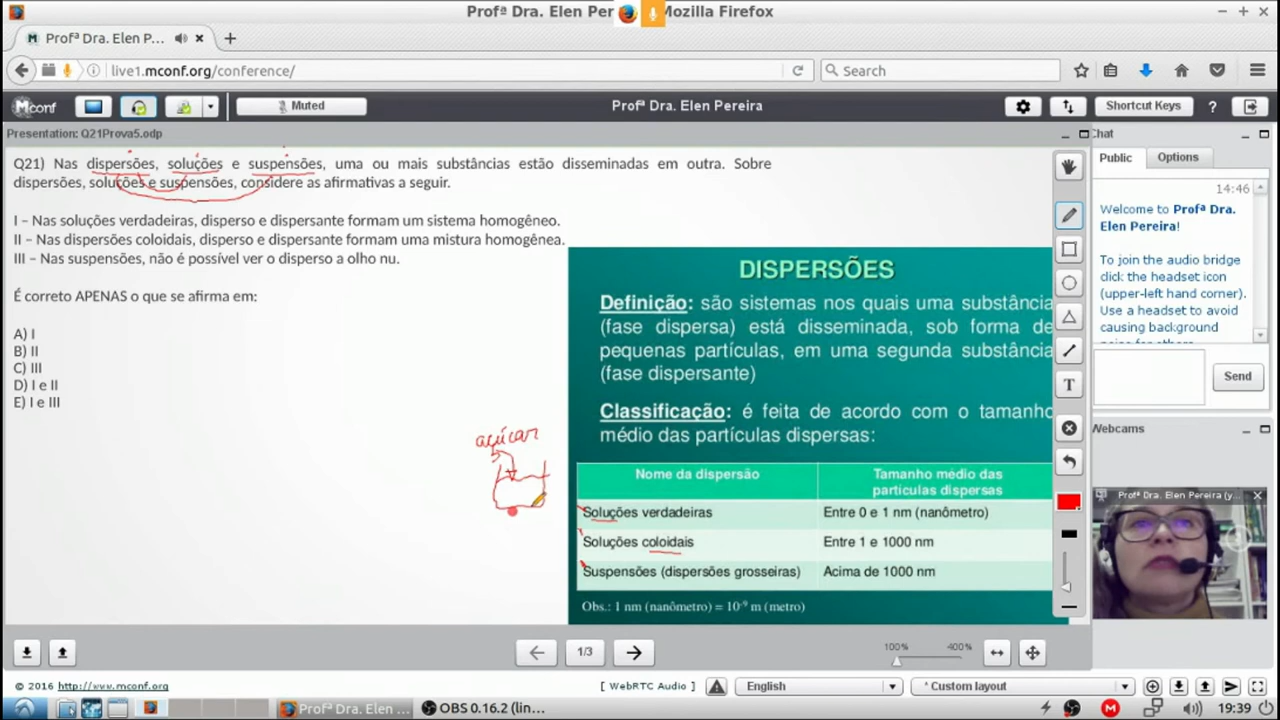 Profª Dra. Elen Per
Mozilla Firefox
Profª Dra. Elen P...
live1.mconf.org/conference/
Search
Mconf
Muted
Profª Dra. Elen Pereira
Shortcut Keys
?
Presentation: Q21Prova5.odp
Q21) Nas dispersões, soluções e suspensões, uma ou mais substâncias estão disseminadas em outra. Sobre
dispersões, soluções e suspensões, considere as afirmativas a seguir.
I – Nas soluções verdadeiras, disperso e dispersante formam um sistema homogêneo.
II – Nas dispersões coloidais, disperso e dispersante formam uma mistura homogênea.
III – Nas suspensões, não é possível ver o disperso a olho nu.
É correto APENAS o que se afirma em:
A) I
B) II
C) III
D) I e II
E) I e III
açúcar
DISPERSÕES
Definição: são sistemas nos quais uma substância
(fase dispersa) está disseminada, sob forma de
pequenas partículas, em uma segunda substância
(fase dispersante)
Classificação: é feita de acordo com o tamanho
médio das partículas dispersas:
Nome da dispersão
Tamanho médio das
partículas dispersas
Soluções verdadeiras
Entre 0 e 1 nm (nanômetro)
Soluções coloidais
Entre 1 e 1000 nm
Suspensões (dispersões grosseiras)
Acima de 1000 nm
Obs.: 1 nm (nanômetro) = 10⁻⁹ m (metro)
T
Chat
Public
Options
14:46
Welcome to Profª Dra.
Elen Pereira!
To join the audio bridge
click the headset icon
(upper-left hand corner).
Use a headset to avoid
causing background
Send
Webcams
Profª Dra. Elen Pereira (y...
1/3
100%
400%
© 2016 http://www.mconf.org
[ WebRTC Audio ]
English
* Custom layout
Profª Dra. Elen ...
OBS 0.16.2 (lin...
19:39